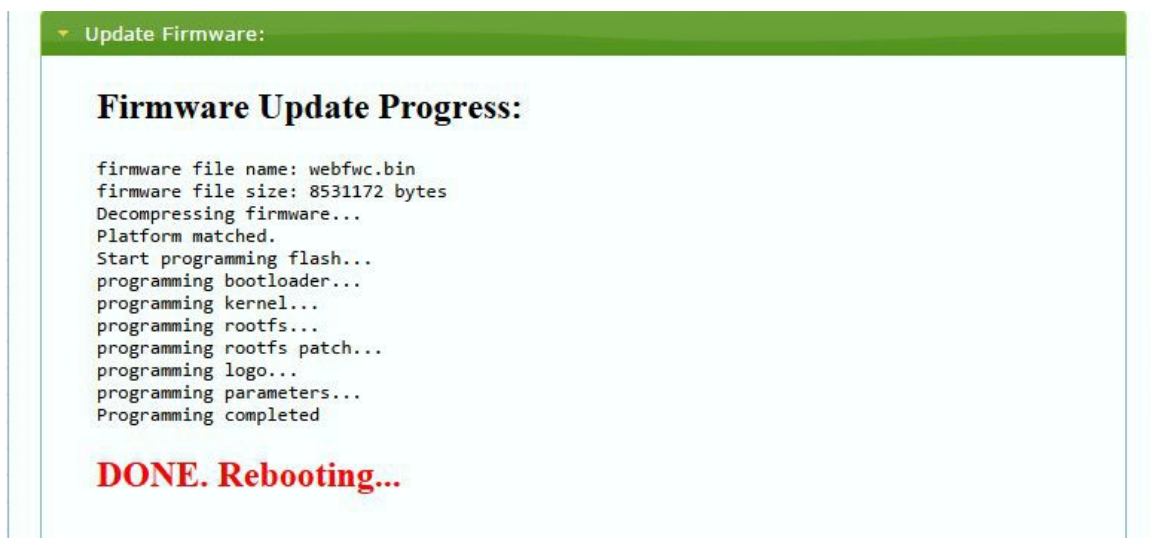 Update Firmware:
Firmware Update Progress:
firmware file name: webfwc.bin
firmware file size: 8531172 bytes
Decompressing firmware...
Platform matched.
Start programming flash...
programming bootloader...
programming kernel...
programming rootfs...
programming rootfs patch...
programming logo...
programming parameters...
Programming completed
DONE. Rebooting...